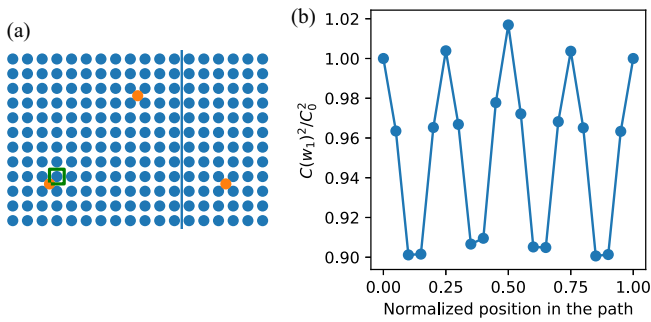 (a)
(b)
1.02
1.00
0.98
0.96
0.94
0.92
0.90
C(w₁)²/C₀²
0.00 0.25 0.50 0.75 1.00
Normalized position in the path